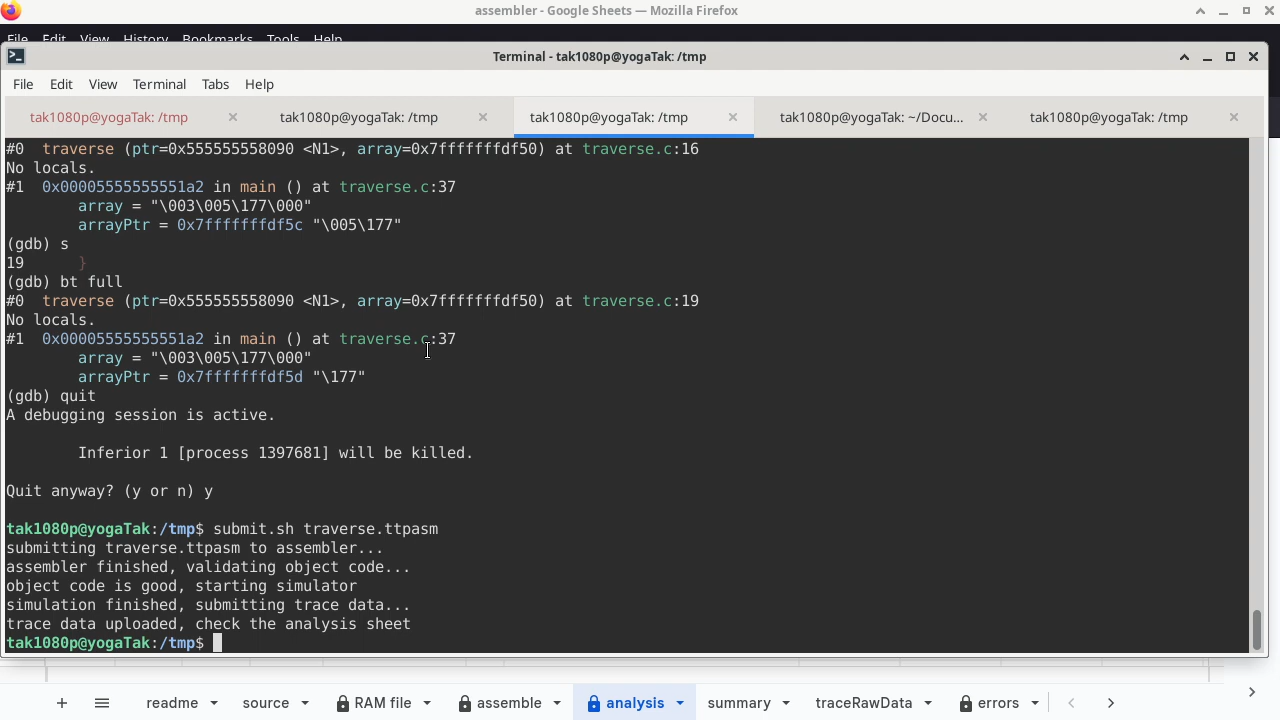 assembler - Google Sheets — Mozilla Firefox
File Edit View History Bookmarks Tools Help
Terminal - tak1080p@yogaTak: /tmp
File Edit View Terminal Tabs Help
tak1080p@yogaTak: /tmp tak1080p@yogaTak: /tmp tak1080p@yogaTak: /tmp tak1080p@yogaTak: ~/Docu... tak1080p@yogaTak: /tmp
#0  traverse (ptr=0x555555558090 <N1>, array=0x7fffffffdf50) at traverse.c:16
No locals.
#1  0x00005555555551a2 in main () at traverse.c:37
        array = "\003\005\177\000"
        arrayPtr = 0x7fffffffdf5c "\005\177"
(gdb) s
19      }
(gdb) bt full
#0  traverse (ptr=0x555555558090 <N1>, array=0x7fffffffdf50) at traverse.c:19
No locals.
#1  0x00005555555551a2 in main () at traverse.c:37
        array = "\003\005\177\000"
        arrayPtr = 0x7fffffffdf5d "\177"
(gdb) quit
A debugging session is active.
        Inferior 1 [process 1397681] will be killed.
Quit anyway? (y or n) y
tak1080p@yogaTak:/tmp$ submit.sh traverse.ttpasm
submitting traverse.ttpasm to assembler...
assembler finished, validating object code...
object code is good, starting simulator
simulation finished, submitting trace data...
trace data uploaded, check the analysis sheet
tak1080p@yogaTak:/tmp$
readme source RAM file assemble analysis summary traceRawData errors